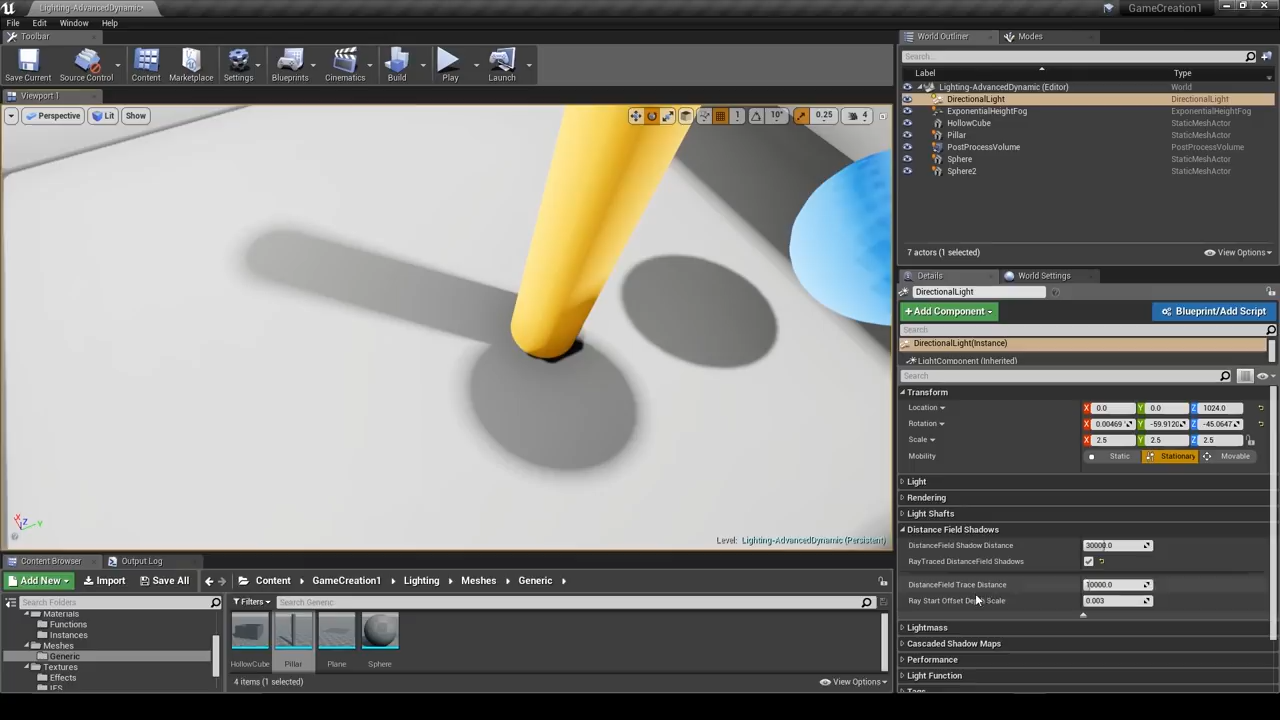 Lighting-AdvancedDynamic*
GameCreation1
File Edit Window Help
Toolbar
Save Current
Source Control
Content
Marketplace
Settings
Blueprints
Cinematics
Build
Play
Launch
Viewport 1
Perspective
Lit
Show
1
10°
0.25
4
X
Y
Z
Level: Lighting-AdvancedDynamic (Persistent)
World Outliner
Modes
Search...
Label
Type
Lighting-AdvancedDynamic (Editor) World
DirectionalLight DirectionalLight
ExponentialHeightFog ExponentialHeightFog
HollowCube StaticMeshActor
Pillar StaticMeshActor
PostProcessVolume PostProcessVolume
Sphere StaticMeshActor
Sphere2 StaticMeshActor
7 actors (1 selected)
View Options
Details
World Settings
DirectionalLight
+Add Component
Blueprint/Add Script
Search
DirectionalLight(Instance)
LightComponent (Inherited)
Search
Transform
Location X 0.0 Y 0.0 Z 1024.0
Rotation X 0.00469 Y -59.9120 Z -45.0647
Scale X 2.5 Y 2.5 Z 2.5
Mobility Static Stationary Movable
Light
Rendering
Light Shafts
Distance Field Shadows
DistanceField Shadow Distance 30000.0
RayTraced DistanceField Shadows
DistanceField Trace Distance 10000.0
Ray Start Offset Depth Scale 0.003
Lightmass
Cascaded Shadow Maps
Performance
Light Function
Tags
Content Browser
Output Log
Add New
Import
Save All
Content
GameCreation1
Lighting
Meshes
Generic
Search Folders
Filters
Search Generic
Materials
Functions
Instances
Meshes
Generic
Textures
Effects
IES
HollowCube
Pillar
Plane
Sphere
4 items (1 selected)
View Options